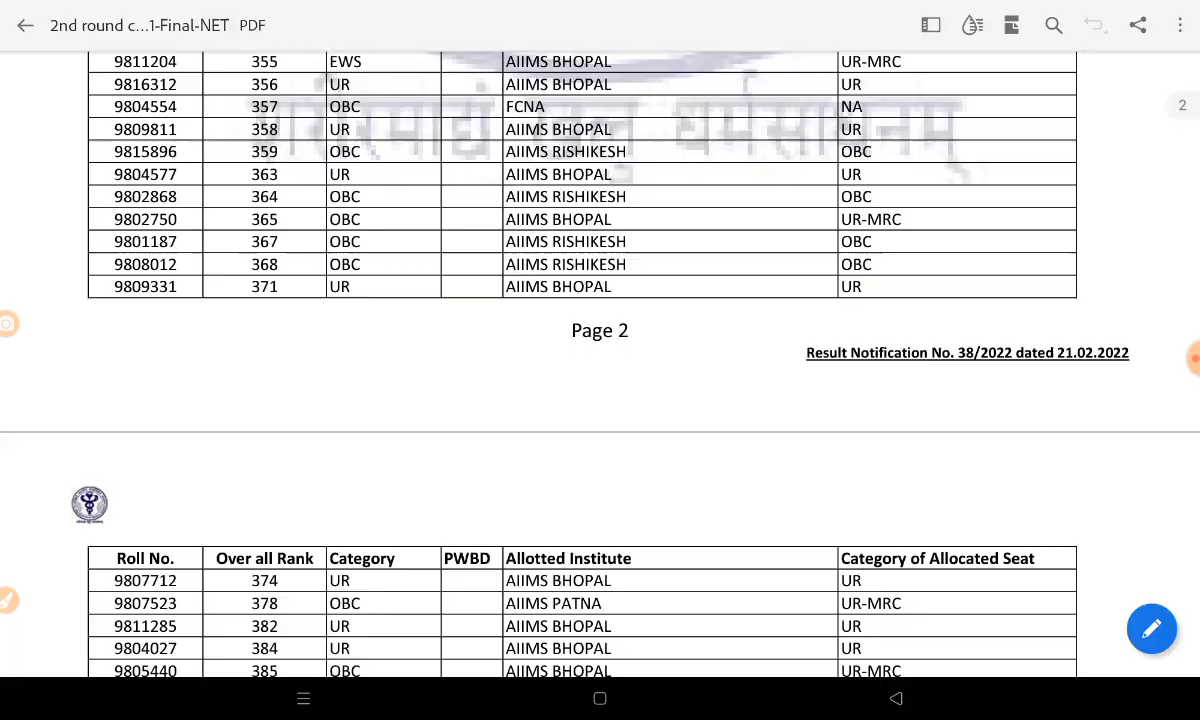 2nd round c...1-Final-NET PDF
9811204 355 EWS AIIMS BHOPAL UR-MRC
9816312 356 UR AIIMS BHOPAL UR
9804554 357 OBC FCNA NA
9809811 358 UR AIIMS BHOPAL UR
9815896 359 OBC AIIMS RISHIKESH OBC
9804577 363 UR AIIMS BHOPAL UR
9802868 364 OBC AIIMS RISHIKESH OBC
9802750 365 OBC AIIMS BHOPAL UR-MRC
9801187 367 OBC AIIMS RISHIKESH OBC
9808012 368 OBC AIIMS RISHIKESH OBC
9809331 371 UR AIIMS BHOPAL UR
2
Page 2
Result Notification No. 38/2022 dated 21.02.2022
Roll No. Over all Rank Category PWBD Allotted Institute Category of Allocated Seat
9807712 374 UR AIIMS BHOPAL UR
9807523 378 OBC AIIMS PATNA UR-MRC
9811285 382 UR AIIMS BHOPAL UR
9804027 384 UR AIIMS BHOPAL UR
9805440 385 OBC AIIMS BHOPAL UR-MRC